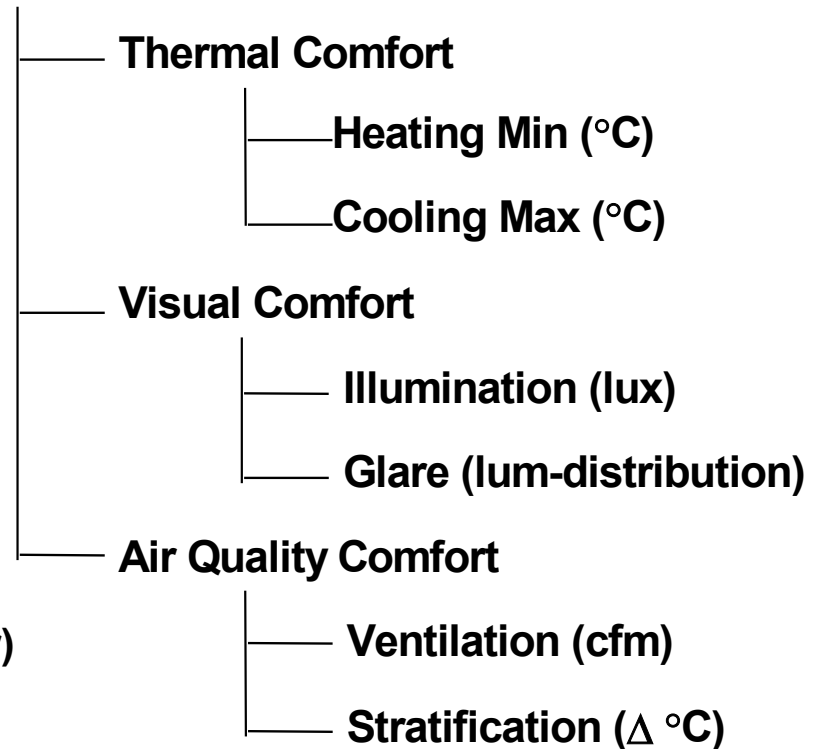 Thermal Comfort
Heating Min (°C)
Cooling Max (°C)
Visual Comfort
Illumination (lux)
Glare (lum-distribution)
Air Quality Comfort
Ventilation (cfm)
)
Stratification (Δ °C)